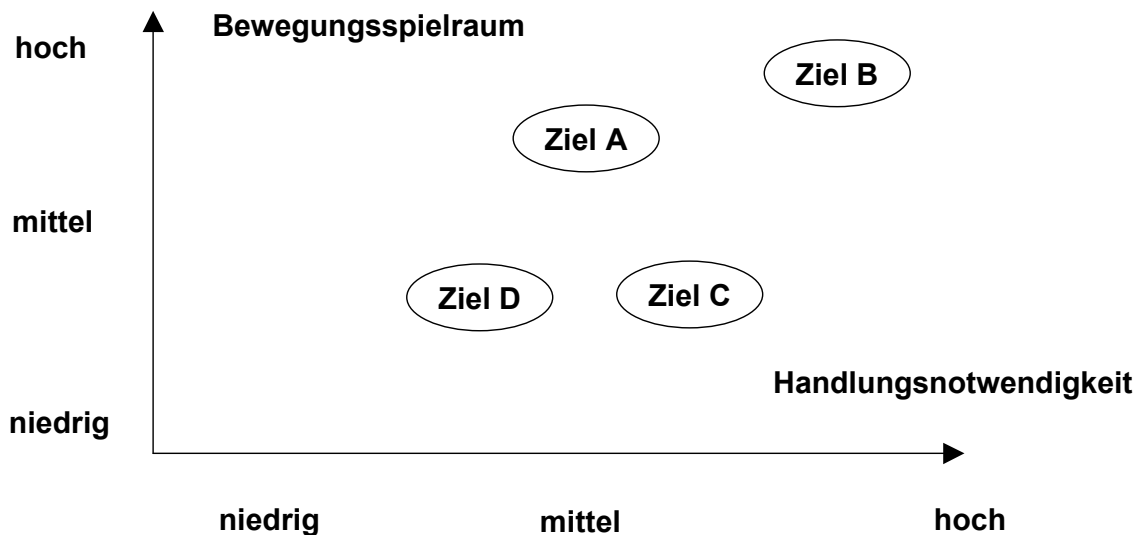 Bewegungsspielraum
hoch
Ziel B
Ziel A
mittel
Ziel D
Ziel C
Handlungsnotwendigkeit
niedrig
niedrig
mittel
hoch